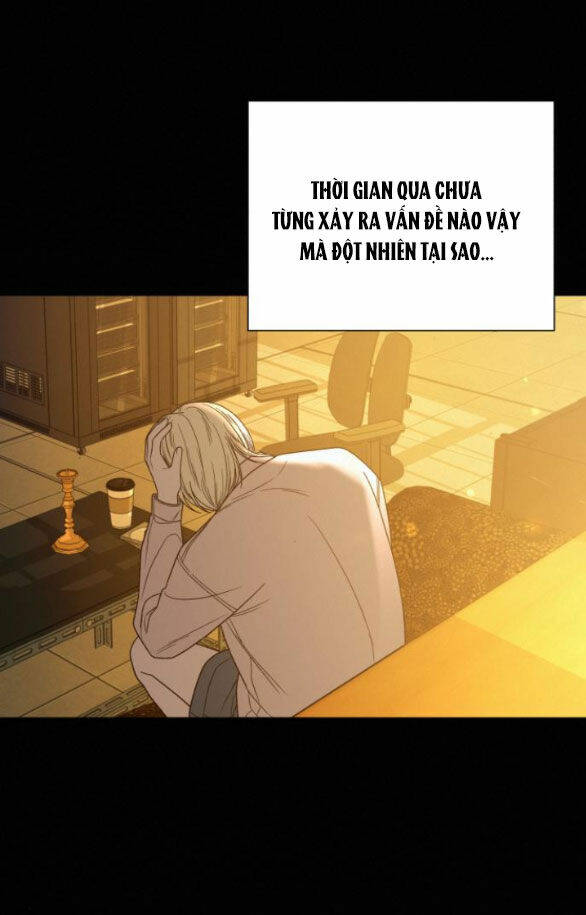 THỜI GIAN QUA CHƯA
TỪNG XẢY RA VẤN ĐỀ NÀO VẬY
MÀ ĐỘT NHIÊN TẠI SAO...